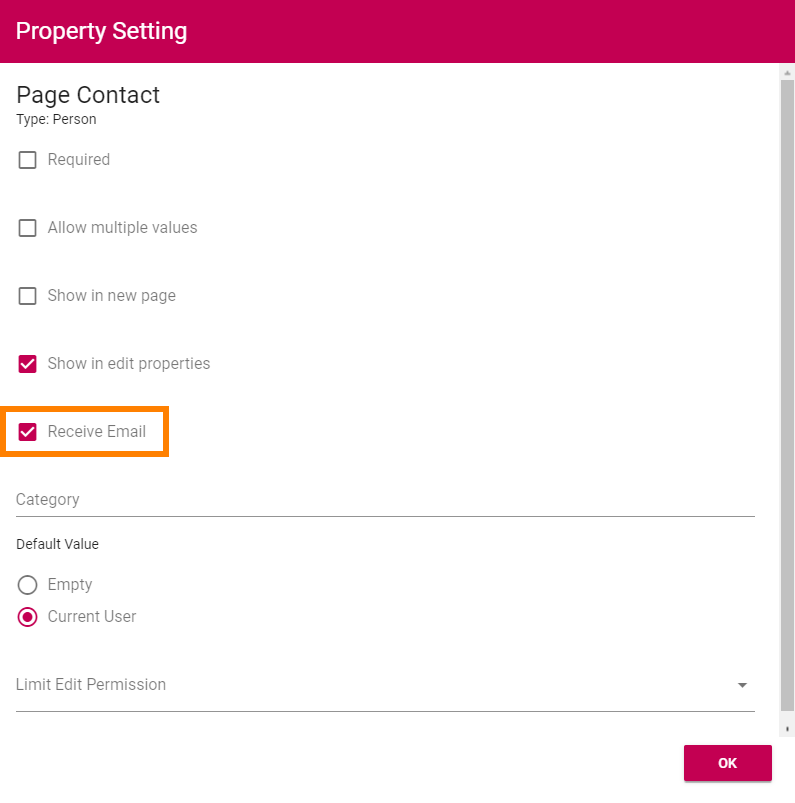 Property Setting
Page Contact
Type: Person
Required
Allow multiple values
Show in new page
Show in edit properties
Receive Email
Category
Default Value
Empty
Current User
Limit Edit Permission
OK